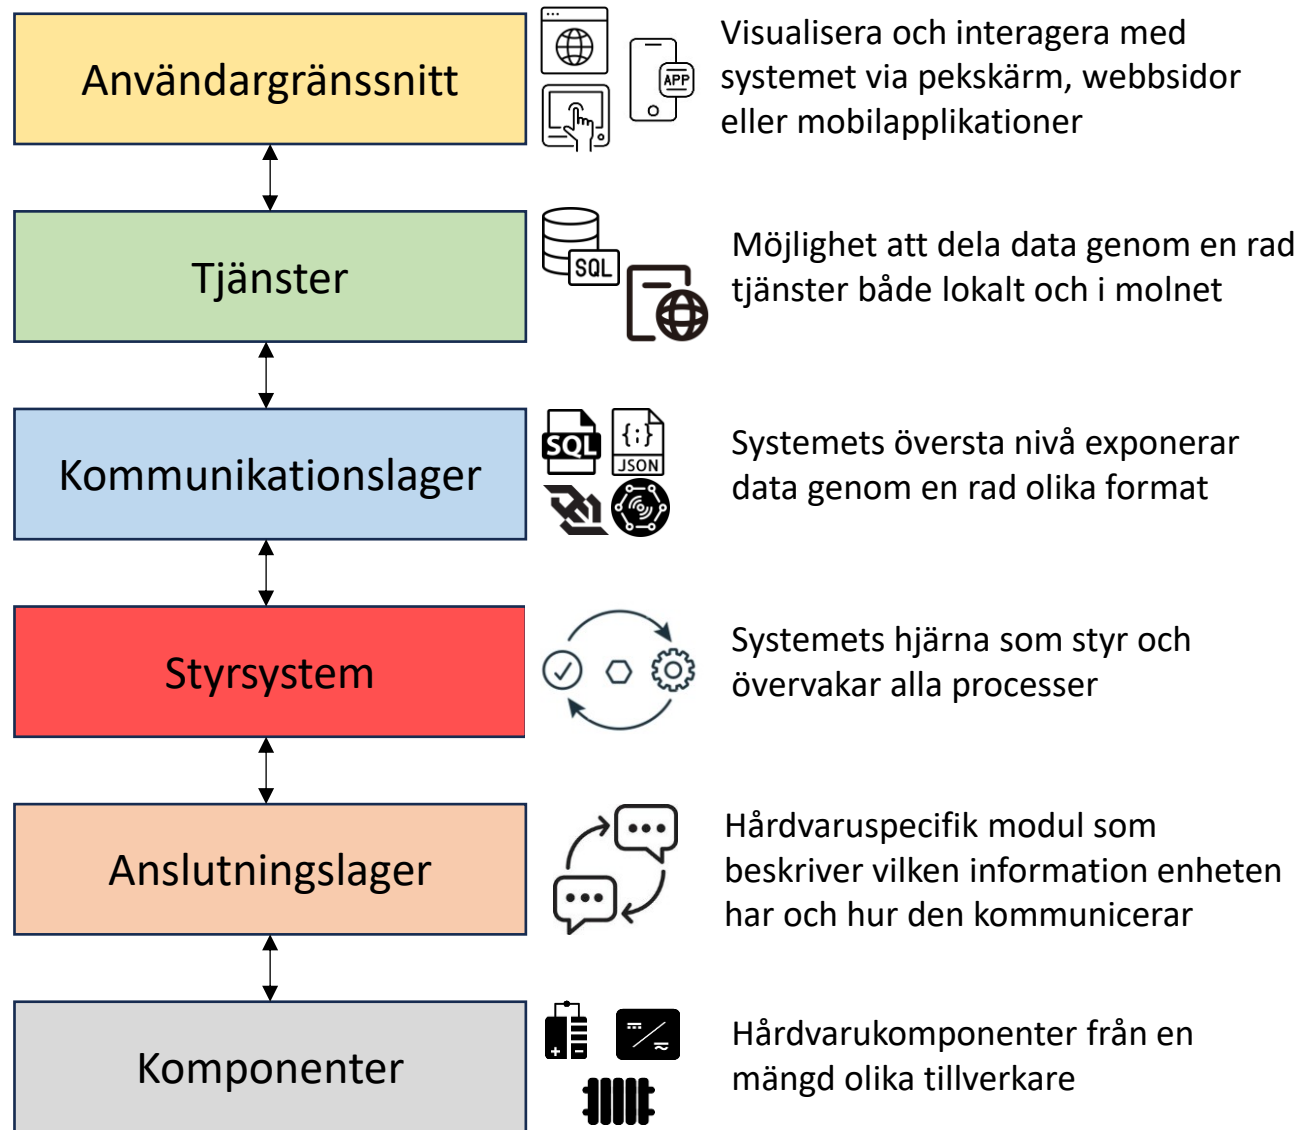 Användargränssnitt
APP
Visualisera och interagera med
systemet via pekskärm, webbsidor
eller mobilapplikationer
Tjänster
SQL
Möjlighet att dela data genom en rad
tjänster både lokalt och i molnet
Kommunikationslager
SQL
{;}
JSON
Systemets översta nivå exponerar
data genom en rad olika format
Styrsystem
Systemets hjärna som styr och
övervakar alla processer
Anslutningslager
Hårdvaruspecifik modul som
beskriver vilken information enheten
har och hur den kommunicerar
Komponenter
Hårdvarukomponenter från en
mängd olika tillverkare